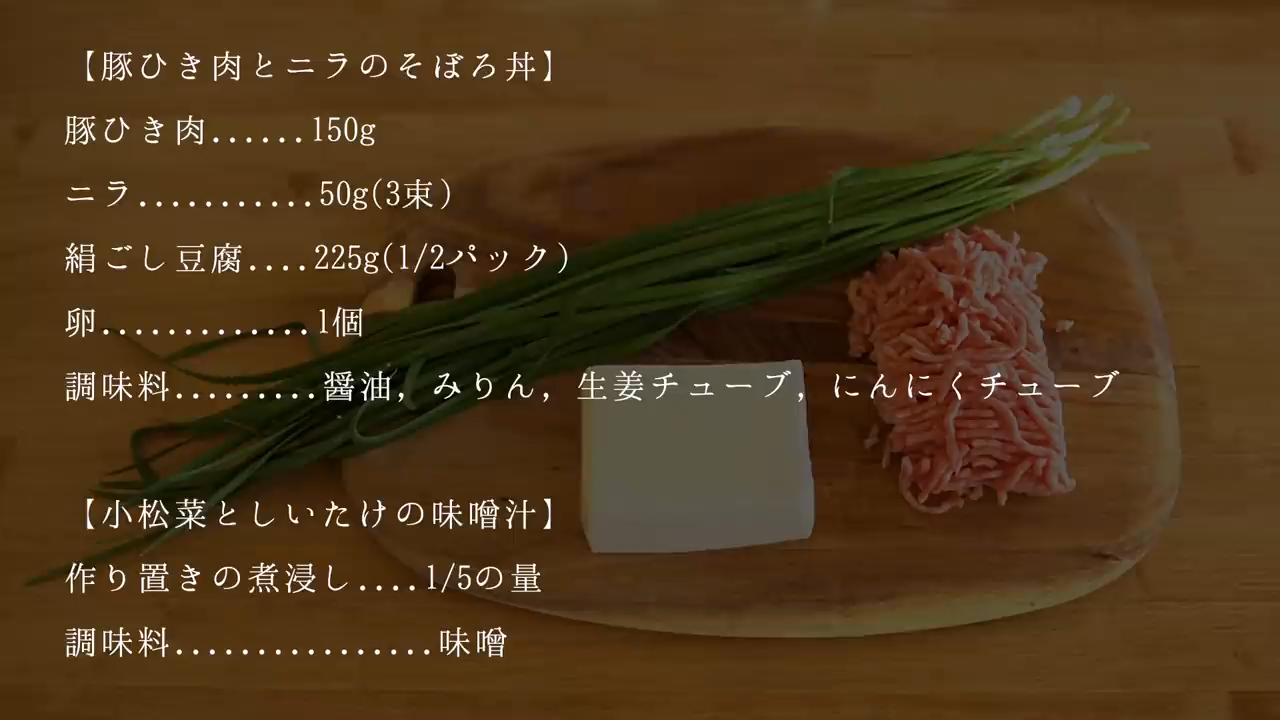 【豚ひき肉とニラのそぼろ丼】
豚ひき肉......150g
ニラ...........50g(3束)
絹ごし豆腐....225g(1/2パック)
卵.............1個
調味料.........醤油, みりん, 生姜チューブ, にんにくチューブ
【小松菜としいたけの味噌汁】
作り置きの煮浸し....1/5の量
調味料................味噌